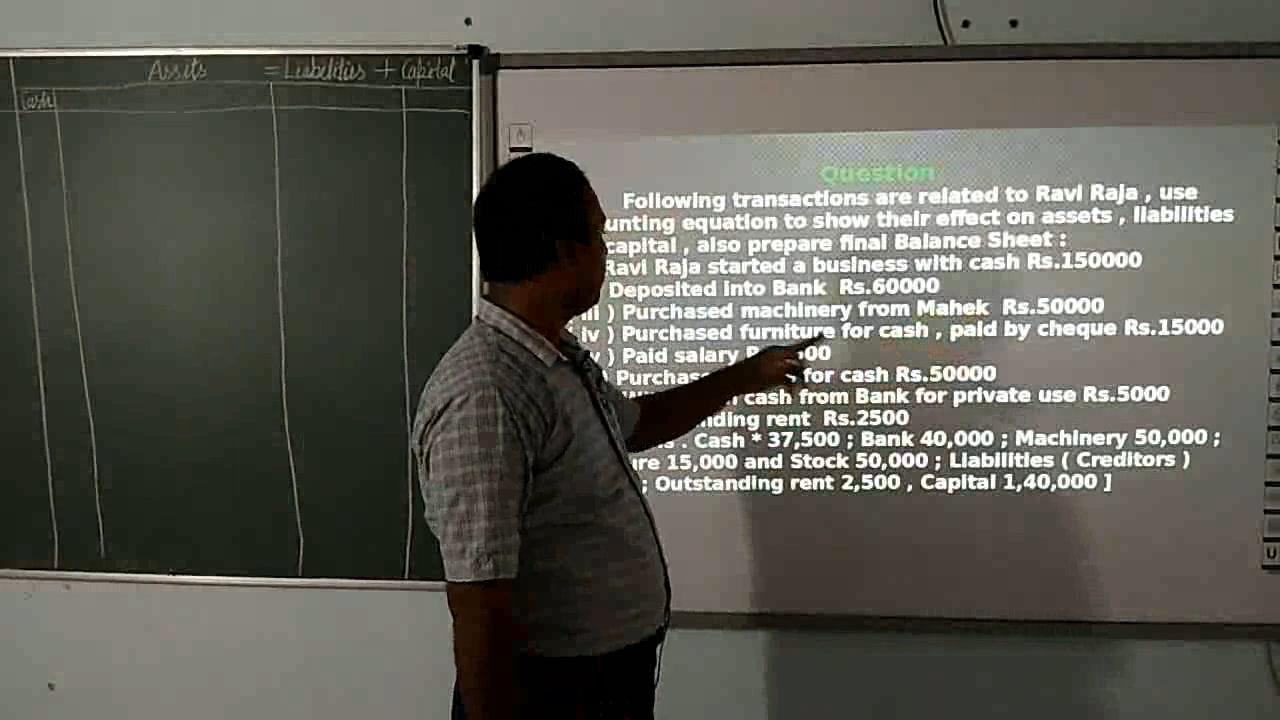 Assets = Liabelities + Capietal
Cash
Question
Following transactions are related to Ravi Raja , use
unting equation to show their effect on assets , liabilities
capital , also prepare final Balance Sheet :
Ravi Raja started a business with cash Rs.150000
Deposited into Bank Rs.60000
iii ) Purchased machinery from Mahek Rs.50000
iv ) Purchased furniture for cash , paid by cheque Rs.15000
v ) Paid salary
) Purchas for cash Rs.50000
cash from Bank for private use Rs.5000
nding rent Rs.2500
. Cash * 37,500 ; Bank 40,000 ; Machinery 50,000 ;
ure 15,000 and Stock 50,000 ; Liabilities ( Creditors )
; Outstanding rent 2,500 , Capital 1,40,000 ]